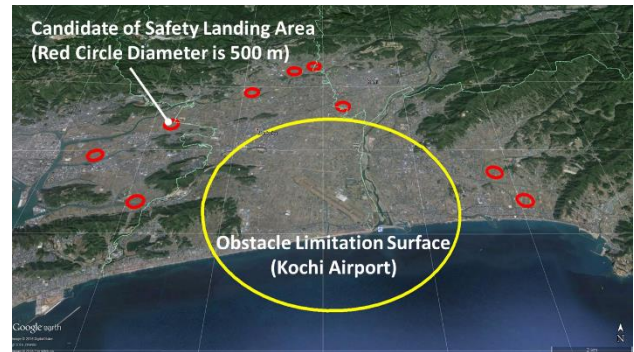 Candidate of Safety Landing Area
(Red Circle Diameter is 500 m)
Obstacle Limitation Surface
(Kochi Airport)
Google earth
N